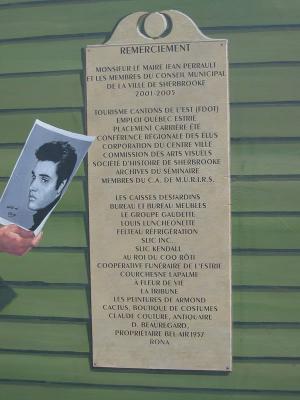 REMERCIEMENT
MONSIEUR LE MAIRE JEAN PERRAULT
ET LES MEMBRES DU CONSEIL MUNICIPAL
DE LA VILLE DE SHERBROOKE
2001-2005
TOURISME CANTONS DE L'EST (FDOT)
EMPLOI QUÉBEC ESTRIE
PLACEMENT CARRIÈRE ÉTÉ
CONFÉRENCE RÉGIONALE DES ÉLUS
CORPORATION DU CENTRE VILLE
COMMISSION DES ARTS VISUELS
SOCIÉTÉ D'HISTOIRE DE SHERBROOKE
ARCHIVES DU SÉMINAIRE
MEMBRES DU C.A. DE M.U.R.I.R.S.
LES CAISSES DESJARDINS
BUREAU ET BUREAU MEUBLES
LE GROUPE GAUDETTE
LOUIS LUNCHEONETTE
FELTEAU RÉFRIGÉRATION
SLIC INC.
SLIC KENDALL
AU ROI DU COQ RÔTI
COOPÉRATIVE FUNÉRAIRE DE L'ESTRIE
COURCHESNE LAPALME
A FLEUR DE VIE
LA TRIBUNE
LES PEINTURES DE ARMOND
CACTUS, BOUTIQUE DE COSTUMES
CLAUDE COUTURE, ANTIQUAIRE
D. BEAUREGARD,
PROPRIÉTAIRE BEL AIR 1957
RONA